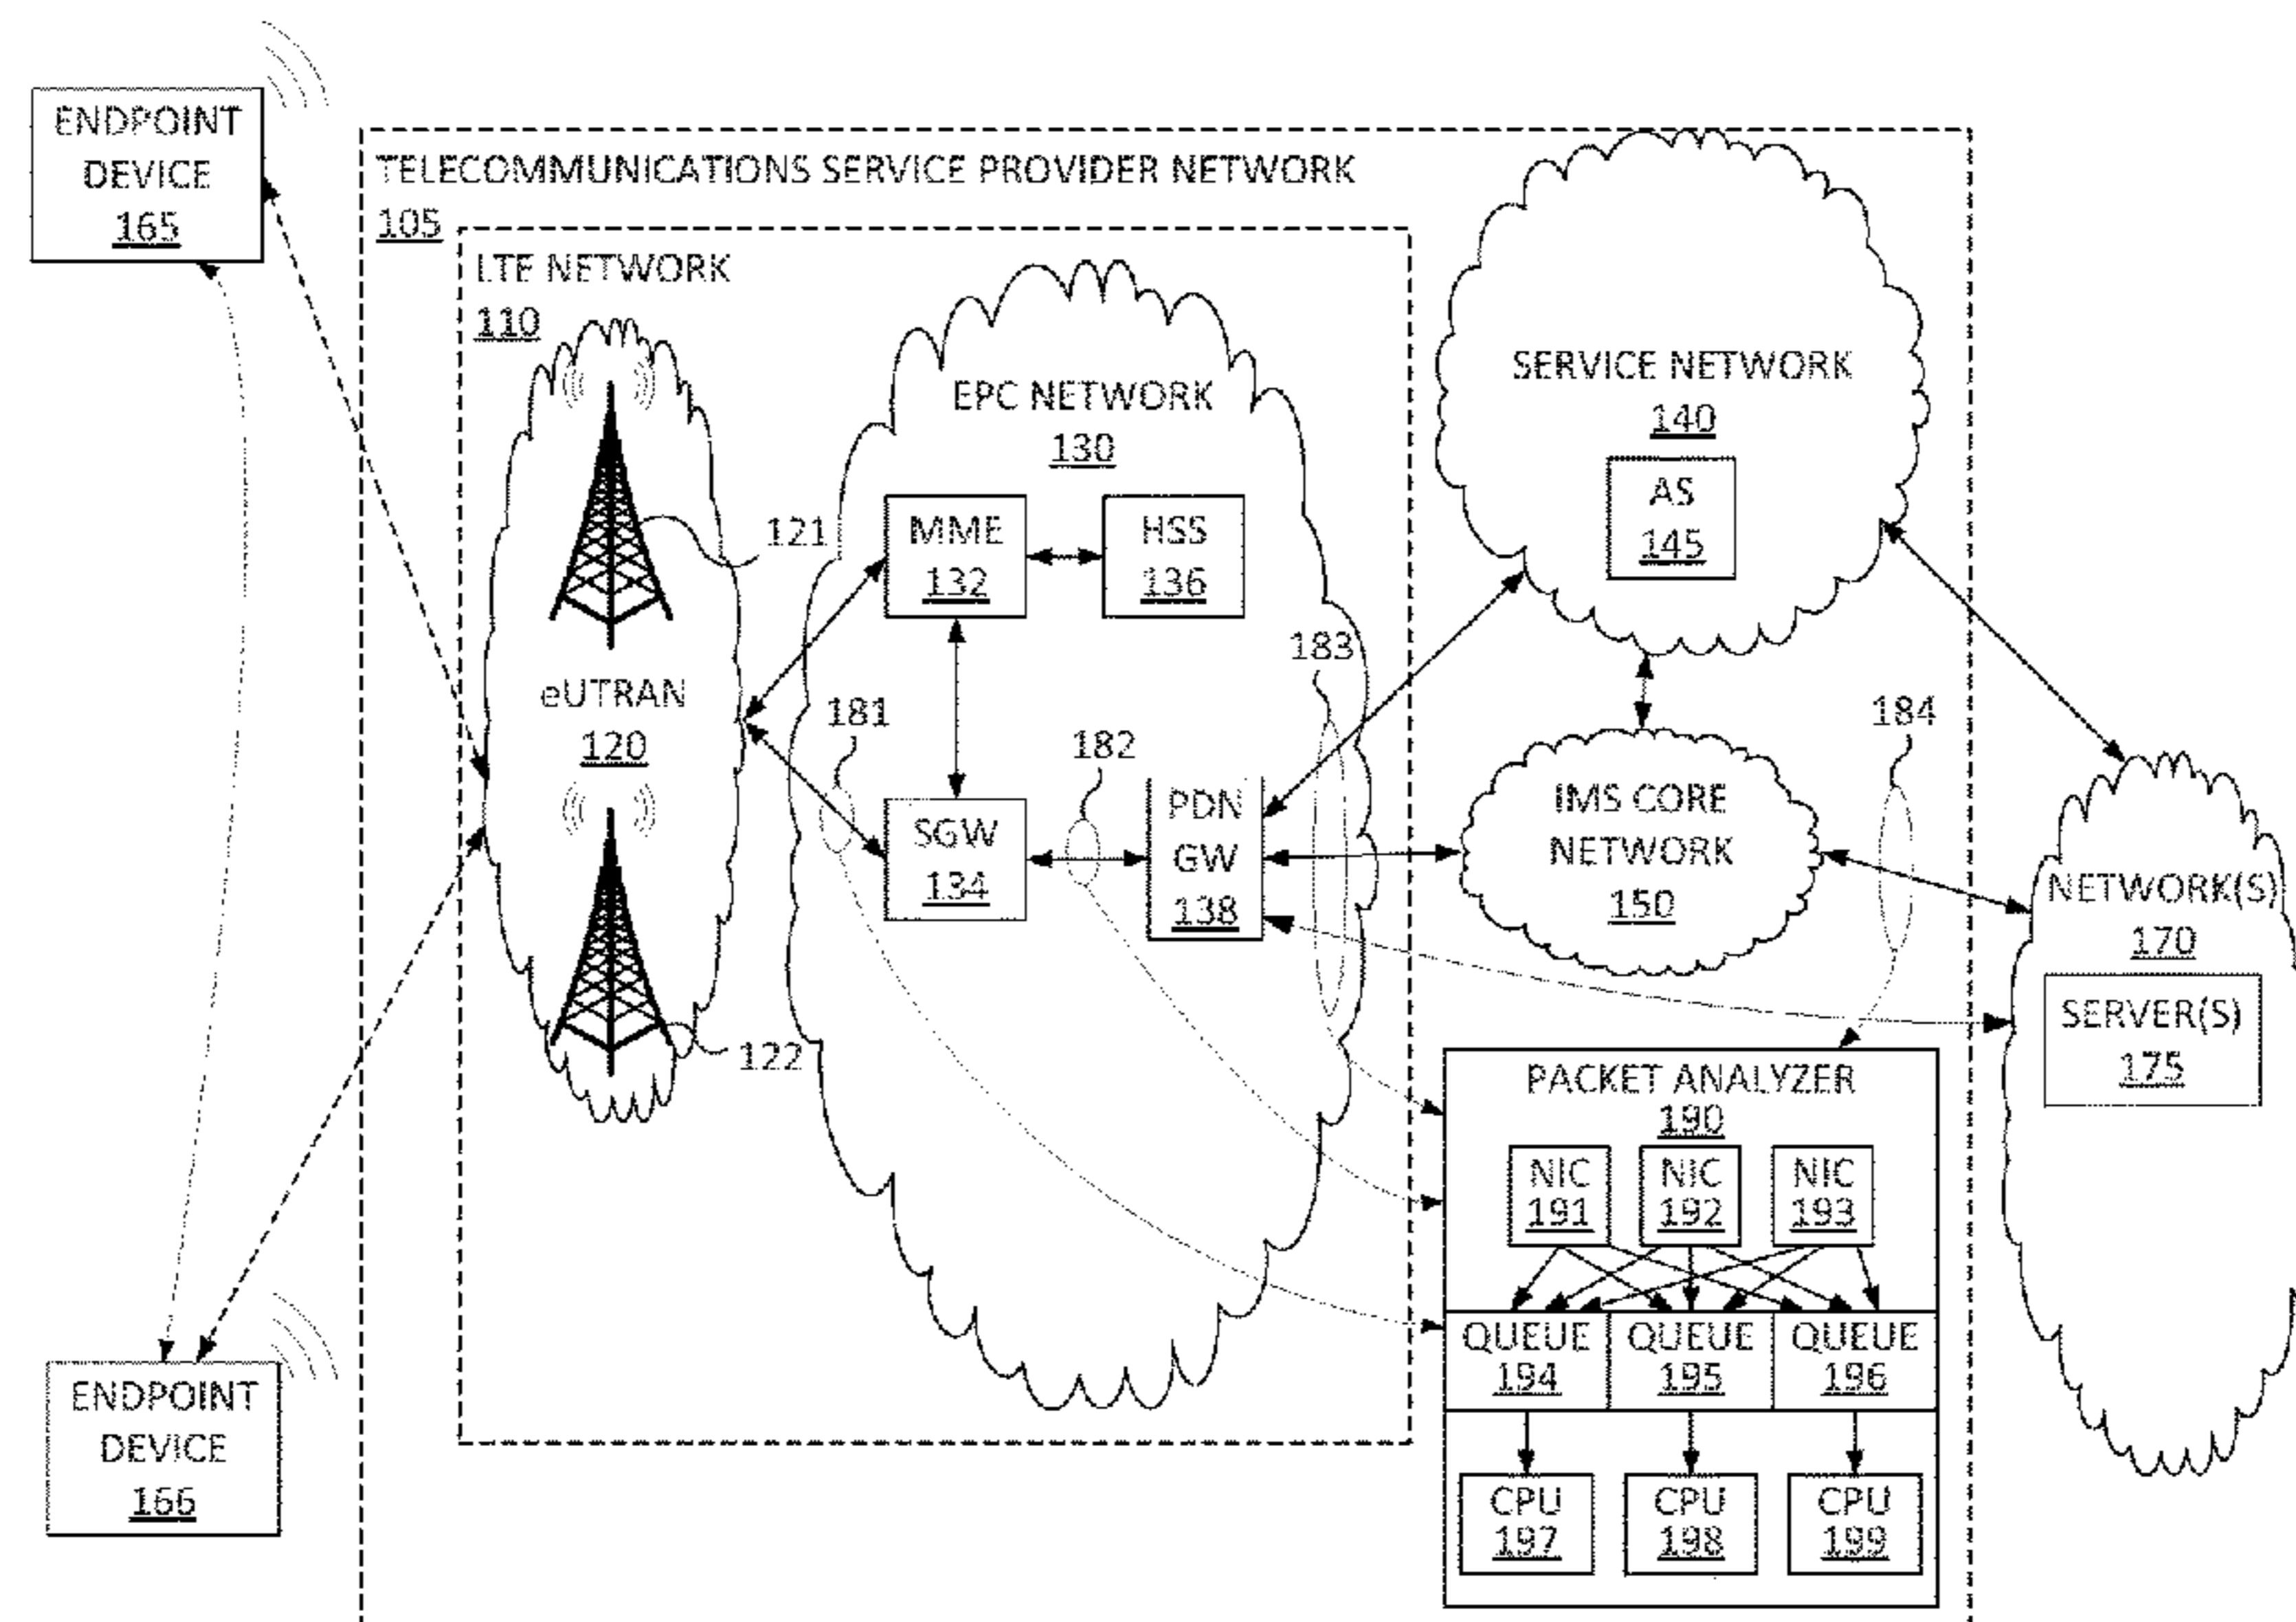 ENDPOINT
DEVICE
165
TELECOMMUNICATIONS SERVICE PROVIDER NETWORK
105
LTE NETWORK
110
EPC NETWORK
130
SERVICE NETWORK
140
AS
145
121
MME
132
HSS
136
183
eUTRAN
120
181
182
184
SGW
134
PDN
GW
138
IMS CORE
NETWORK
150
NETWORK(S)
170
SERVER(S)
175
122
PACKET ANALYZER
190
NIC
191
NIC
192
NIC
193
QUEUE
194
QUEUE
195
QUEUE
196
ENDPOINT
DEVICE
166
CPU
197
CPU
198
CPU
199